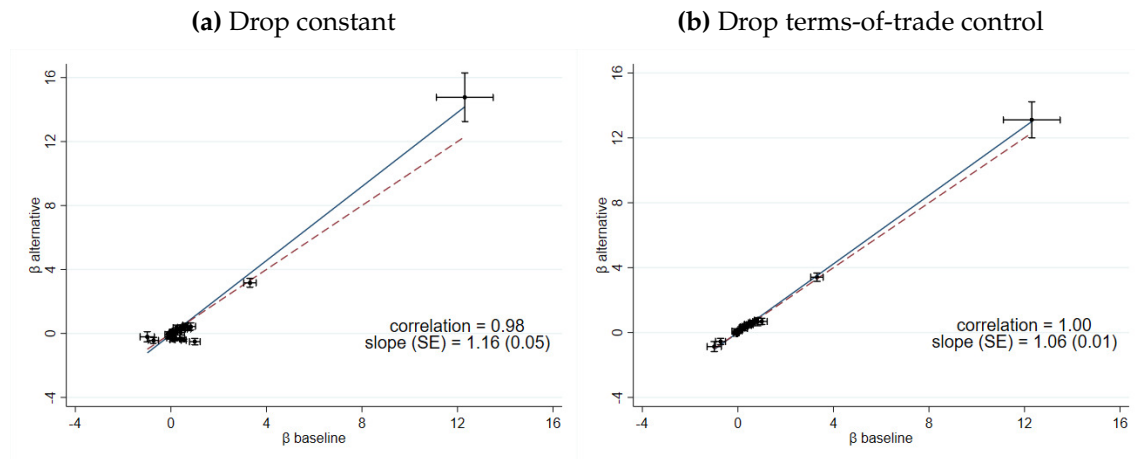 (a) Drop constant
16
12
8
4
0
-4
β alternative
correlation = 0.98
slope (SE) = 1.16 (0.05)
-4 0 4 8 12 16
β baseline
(b) Drop terms-of-trade control
16
12
8
4
0
-4
β alternative
correlation = 1.00
slope (SE) = 1.06 (0.01)
-4 0 4 8 12 16
β baseline